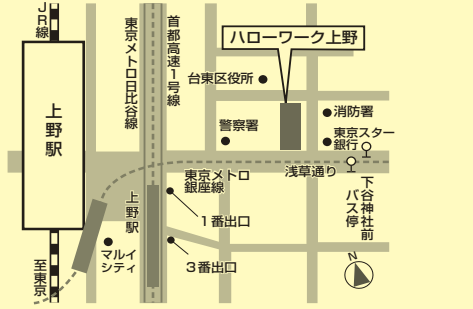 JR線
東京メトロ日比谷線
首都高速1号線
ハローワーク上野
台東区役所
消防署
警察署
東京スター
銀行
上野駅
浅草通り
東京メトロ
銀座線
下谷神社前
バス停
上野駅
1番出口
マルイ
シティ
3番出口
至東京
N